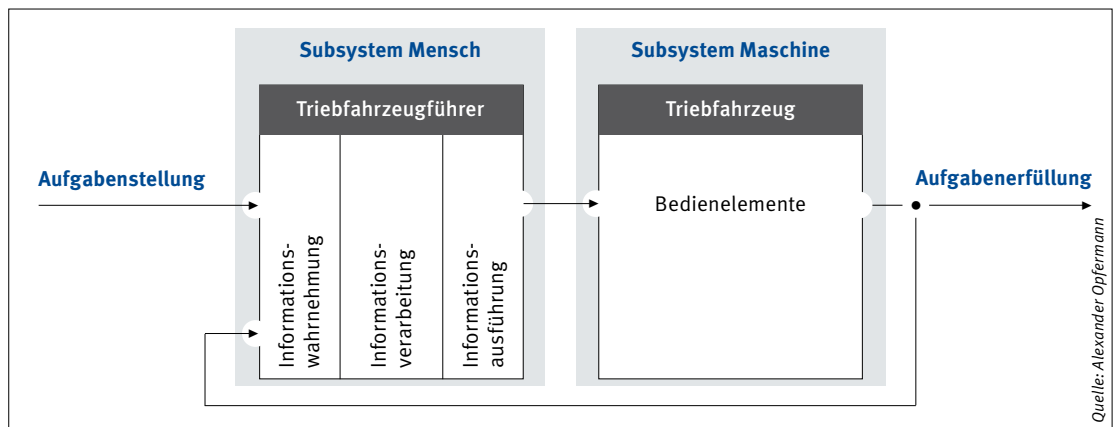 Subsystem Mensch
Subsystem Maschine
Triebfahrzeugführer
Triebfahrzeug
Aufgabenstellung
Aufgabenerfüllung
Bedienelemente
Informations-
wahrnehmung
Informations-
verarbeitung
Informations-
ausführung
Quelle: Alexander Opfermann